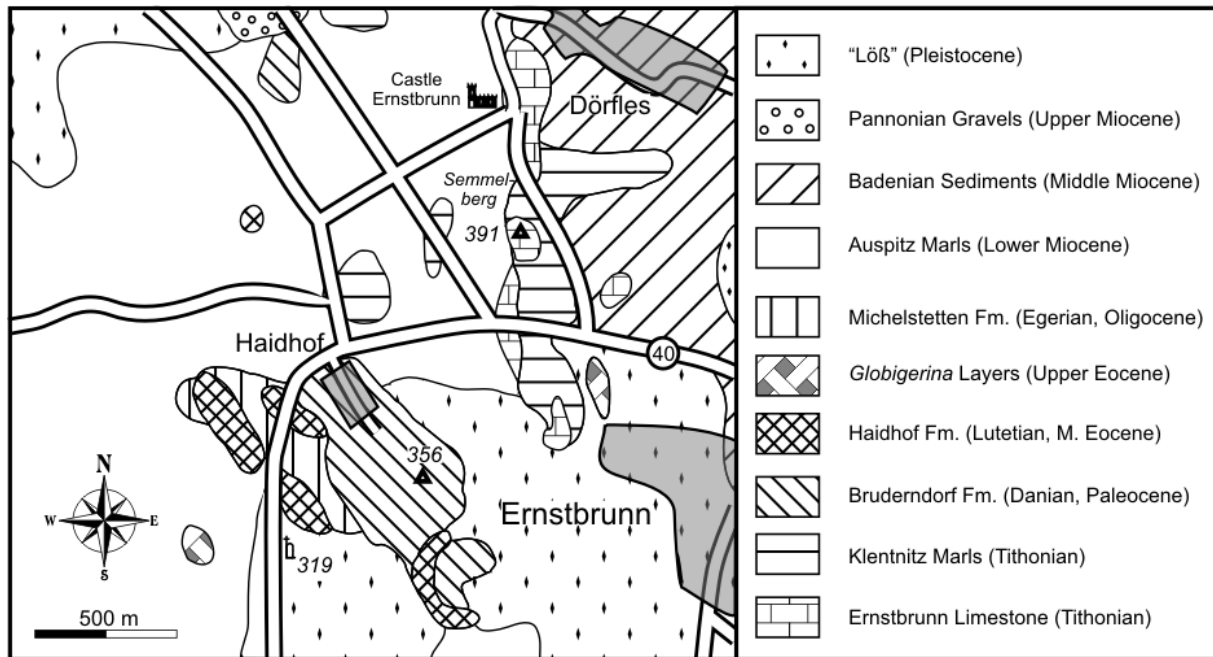 Castle
Ernstbrunn
Dörfles
Semmel-
berg
391
Haidhof
40
356
Ernstbrunn
319
N
W
E
S
500 m
“Löß” (Pleistocene)
Pannonian Gravels (Upper Miocene)
Badenian Sediments (Middle Miocene)
Auspitz Marls (Lower Miocene)
Michelstetten Fm. (Egerian, Oligocene)
Globigerina Layers (Upper Eocene)
Haidhof Fm. (Lutetian, M. Eocene)
Bruderndorf Fm. (Danian, Paleocene)
Klentnitz Marls (Tithonian)
Ernstbrunn Limestone (Tithonian)